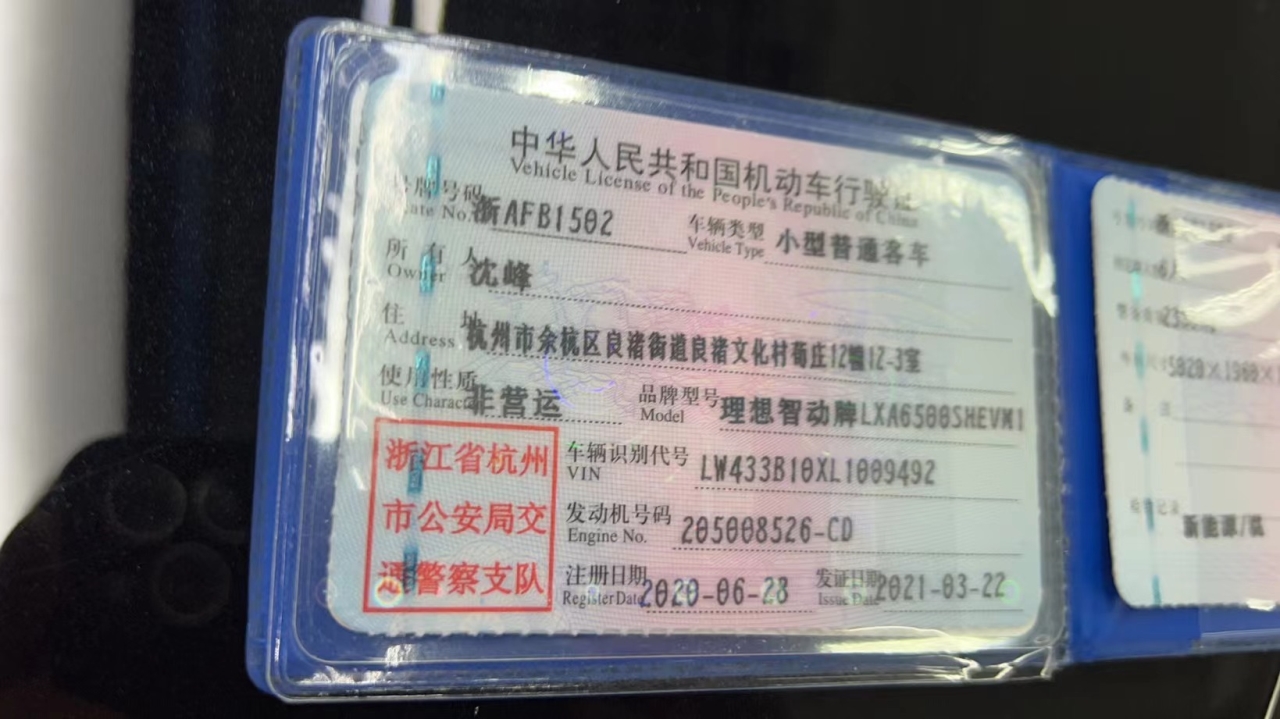 中华人民共和国机动车行驶证
Vehicle License of the People's Republic of China
号牌号码 浙AFB1502 车辆类型 小型普通客车
Plate No. Vehicle Type
所有人 沈峰
Owner
住址 杭州市余杭区良渚街道良渚文化村荀庄12幢12-3室
Address
使用性质 非营运 品牌型号 理想智动牌LXA6500SHEVM1
Use Charac Model
浙江省杭州
市公安局交
通警察支队
车辆识别代号 LW433B10XL1009492
VIN
发动机号码 205008526-CD
Engine No.
注册日期 2020-06-28 发证日期 2021-03-22
Register Date Issue Date
5020×1960×